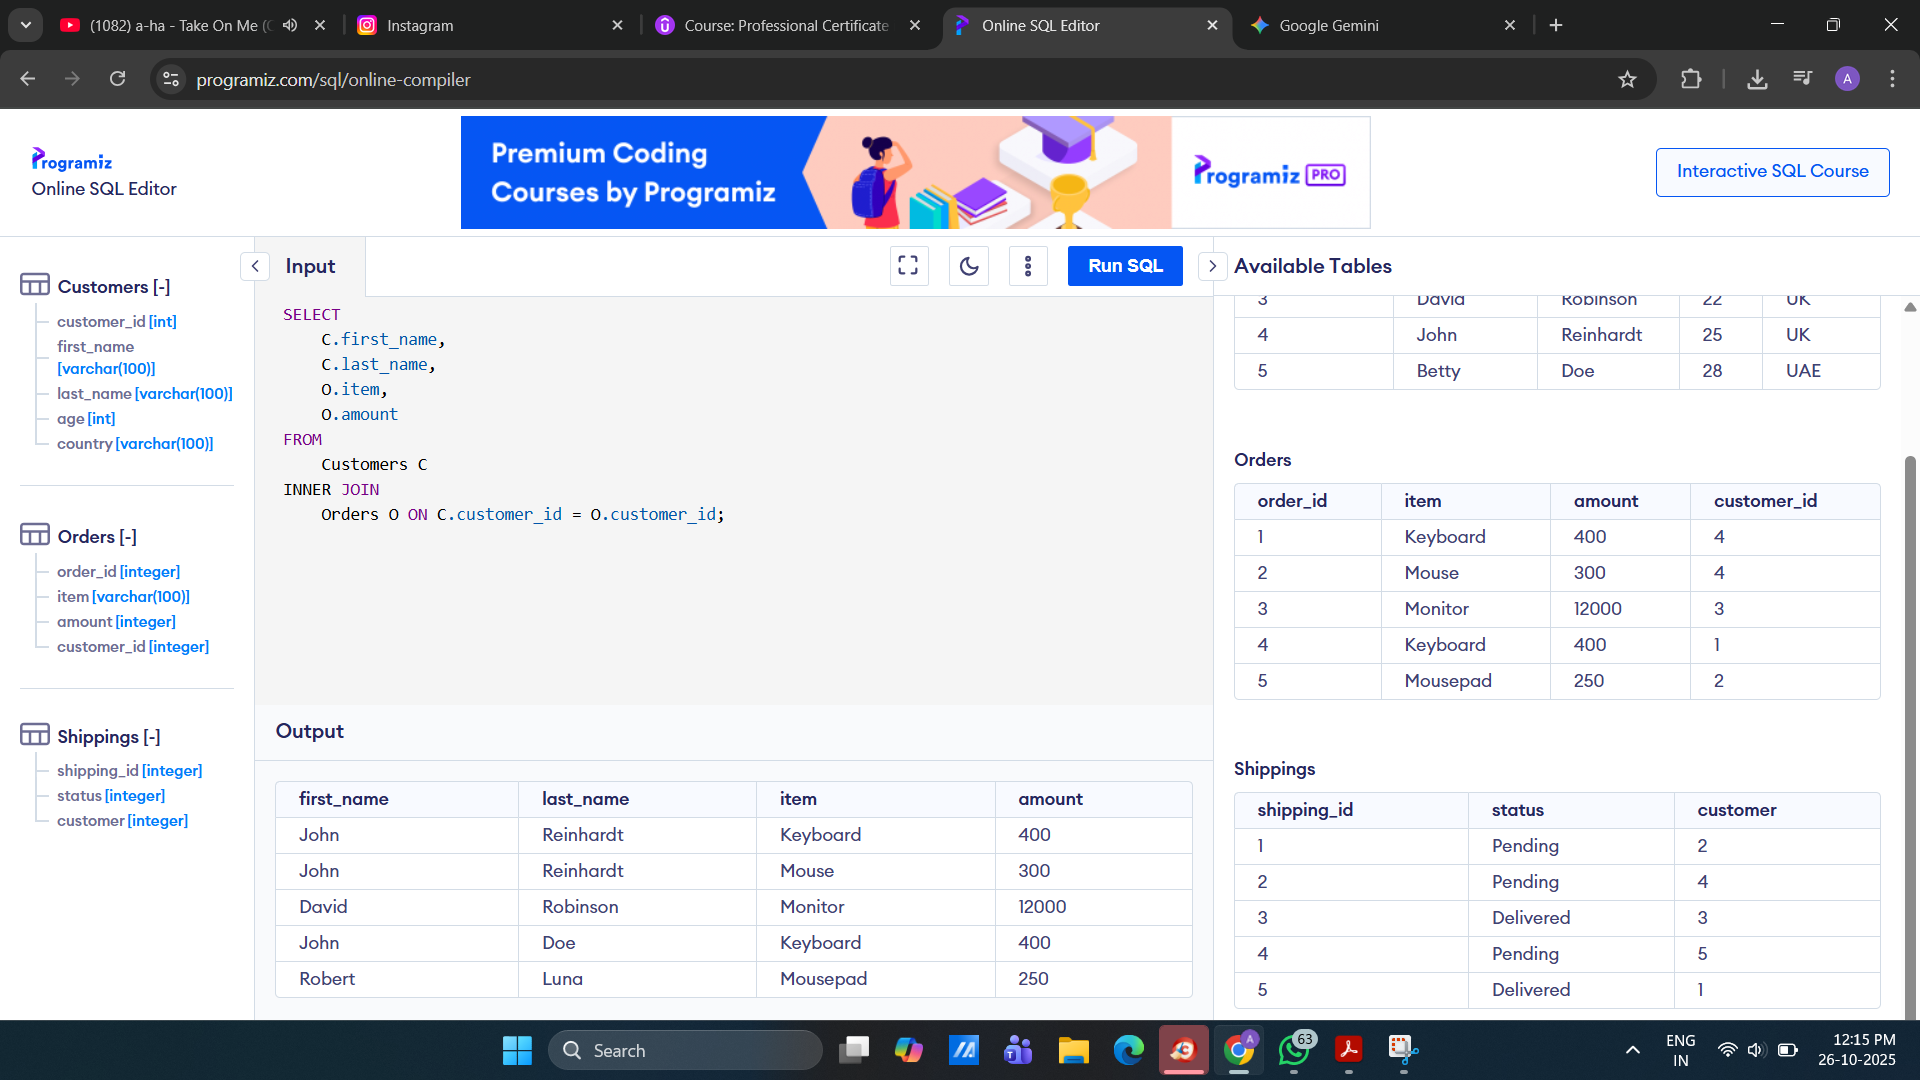 (1082) a-ha - Take On Me (
Instagram
Course: Professional Certificate
Online SQL Editor
Google Gemini
programiz.com/sql/online-compiler
A
Programiz
Online SQL Editor
Premium Coding
Courses by Programiz
Programiz PRO
Interactive SQL Course
Customers [-]
customer_id [int]
first_name
[varchar(100)]
last_name [varchar(100)]
age [int]
country [varchar(100)]
Orders [-]
order_id [integer]
item [varchar(100)]
amount [integer]
customer_id [integer]
Shippings [-]
shipping_id [integer]
status [integer]
customer [integer]
Input
Run SQL
SELECT
C.first_name,
C.last_name,
O.item,
O.amount
FROM
Customers C
INNER JOIN
Orders O ON C.customer_id = O.customer_id;
Output
first_name last_name item amount
John Reinhardt Keyboard 400
John Reinhardt Mouse 300
David Robinson Monitor 12000
John Doe Keyboard 400
Robert Luna Mousepad 250
Available Tables
3 David Robinson 22 UK
4 John Reinhardt 25 UK
5 Betty Doe 28 UAE
Orders
order_id item amount customer_id
1 Keyboard 400 4
2 Mouse 300 4
3 Monitor 12000 3
4 Keyboard 400 1
5 Mousepad 250 2
Shippings
shipping_id status customer
1 Pending 2
2 Pending 4
3 Delivered 3
4 Pending 5
5 Delivered 1
Search
A
63
ENG
IN
12:15 PM
26-10-2025